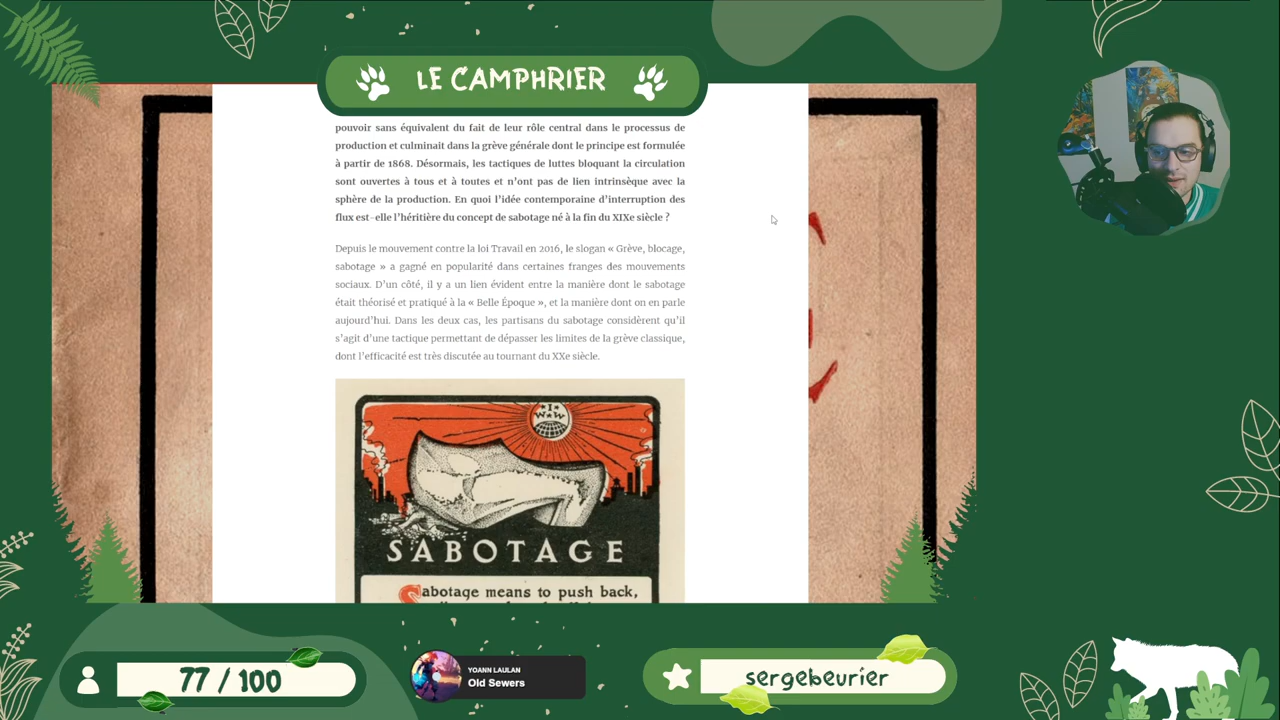 LE CAMPHRIER
pouvoir sans équivalent du fait de leur rôle central dans le processus de
production et culminait dans la grève générale dont le principe est formulée
à partir de 1868. Désormais, les tactiques de luttes bloquant la circulation
sont ouvertes à tous et à toutes et n'ont pas de lien intrinsèque avec la
sphère de la production. En quoi l'idée contemporaine d'interruption des
flux est-elle l'héritière du concept de sabotage né à la fin du XIXe siècle ?
Depuis le mouvement contre la loi Travail en 2016, le slogan « Grève, blocage,
sabotage » a gagné en popularité dans certaines franges des mouvements
sociaux. D'un côté, il y a un lien évident entre la manière dont le sabotage
était théorisé et pratiqué à la « Belle Époque », et la manière dont on en parle
aujourd'hui. Dans les deux cas, les partisans du sabotage considèrent qu'il
s'agit d'une tactique permettant de dépasser les limites de la grève classique,
dont l'efficacité est très discutée au tournant du XXe siècle.
I
W W
SABOTAGE
Sabotage means to push back,
77 / 100
YOANN LAULAN
Old Sewers
sergebeurier